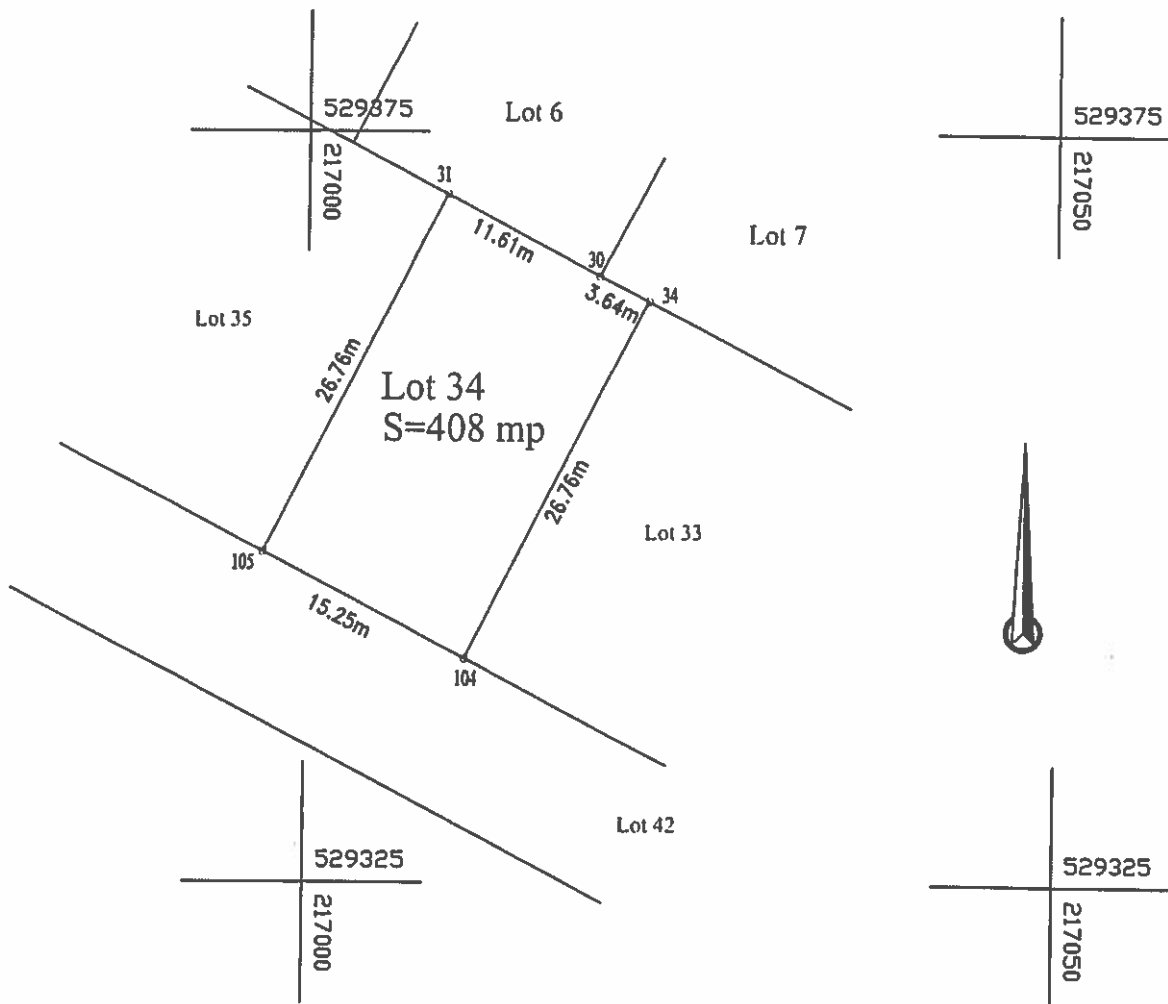 529375
217000
Lot 6
529375
217050
31
11.61m
30
3.64m
34
Lot 7
Lot 35
26.76m
Lot 34
S=408 mp
26.76m
Lot 33
105
15.25m
104
Lot 42
529325
217000
529325
217050